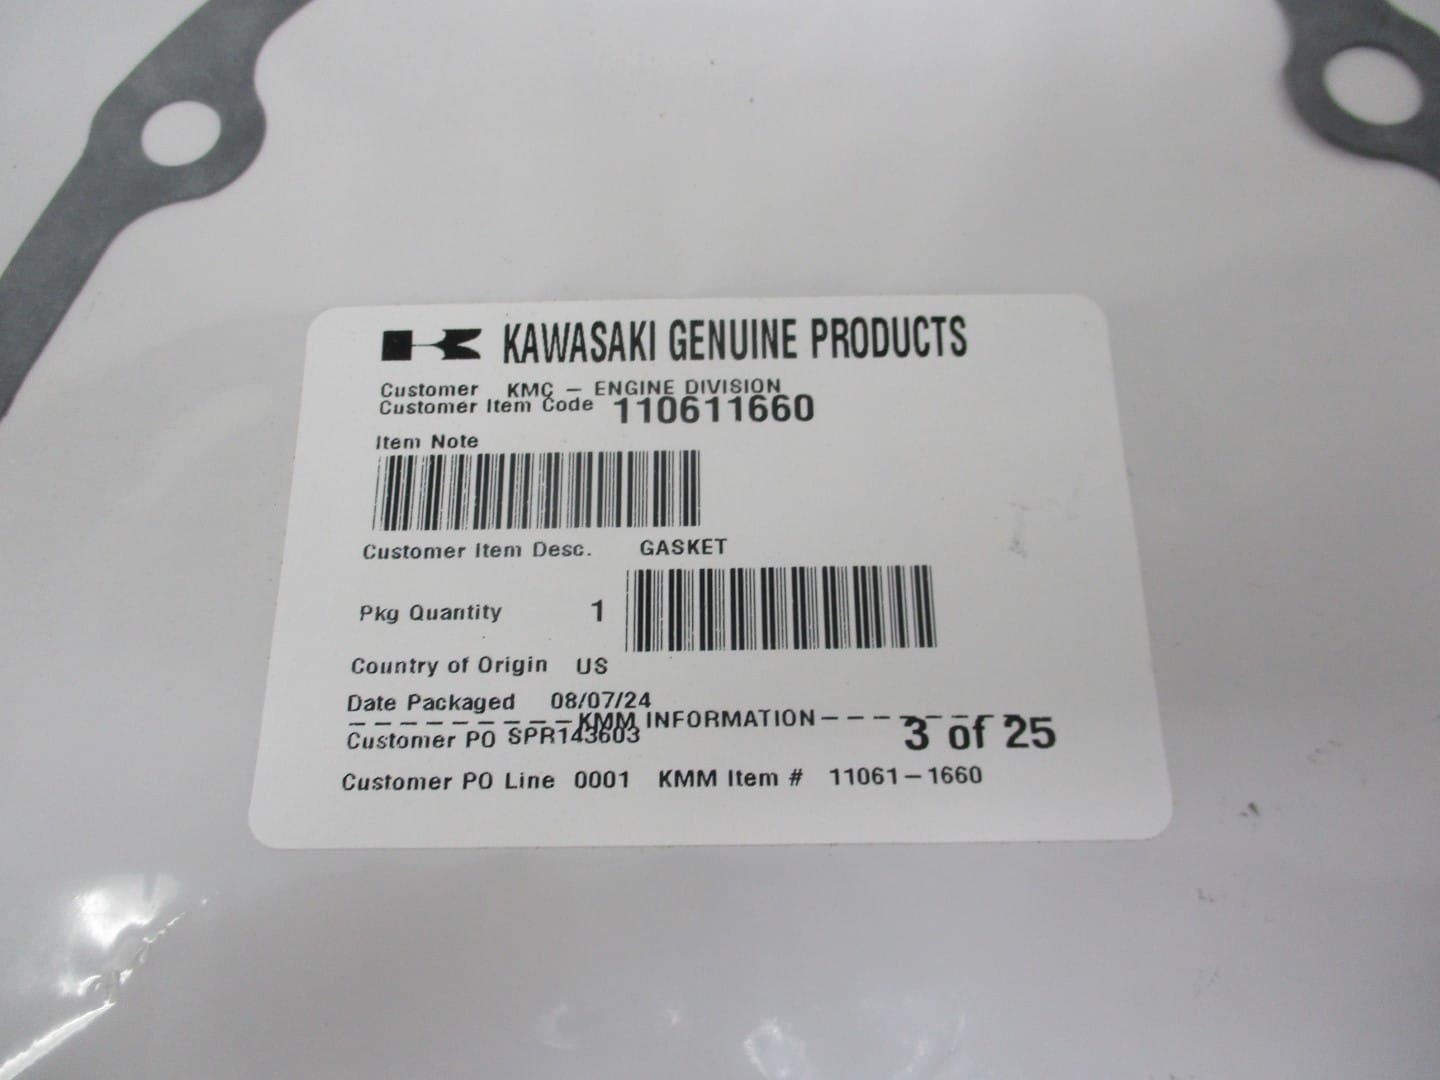 KAWASAKI GENUINE PRODUCTS
Customer KMC - ENGINE DIVISION
Customer Item Code 110611660
Item Note
Customer Item Desc. GASKET
Pkg Quantity 1
Country of Origin US
Date Packaged 08/07/24
---------KMM INFORMATION--------
Customer PO SPR143603 3 of 25
Customer PO Line 0001 KMM Item # 11061-1660